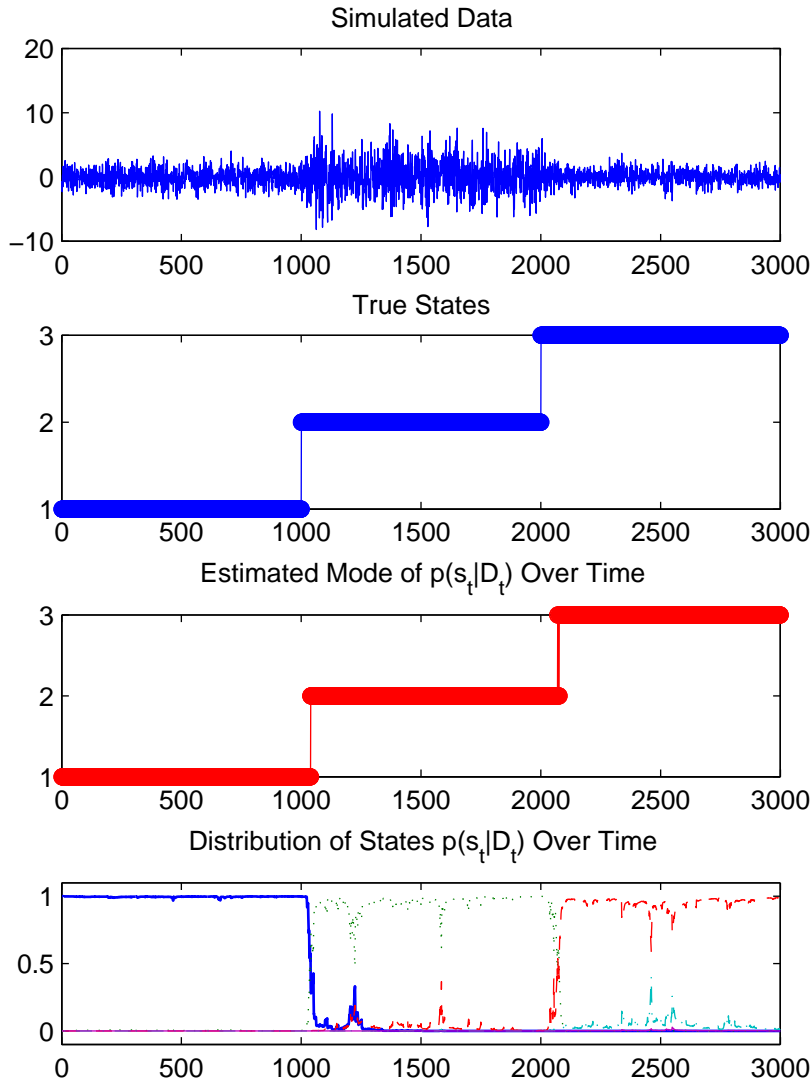 Simulated Data
20
10
0
−10
0 500 1000 1500 2000 2500 3000
True States
3
2
1
0 500 1000 1500 2000 2500 3000
Estimated Mode of p(s_t|D_t) Over Time
3
2
1
0 500 1000 1500 2000 2500 3000
Distribution of States p(s_t|D_t) Over Time
1
0.5
0
0 500 1000 1500 2000 2500 3000